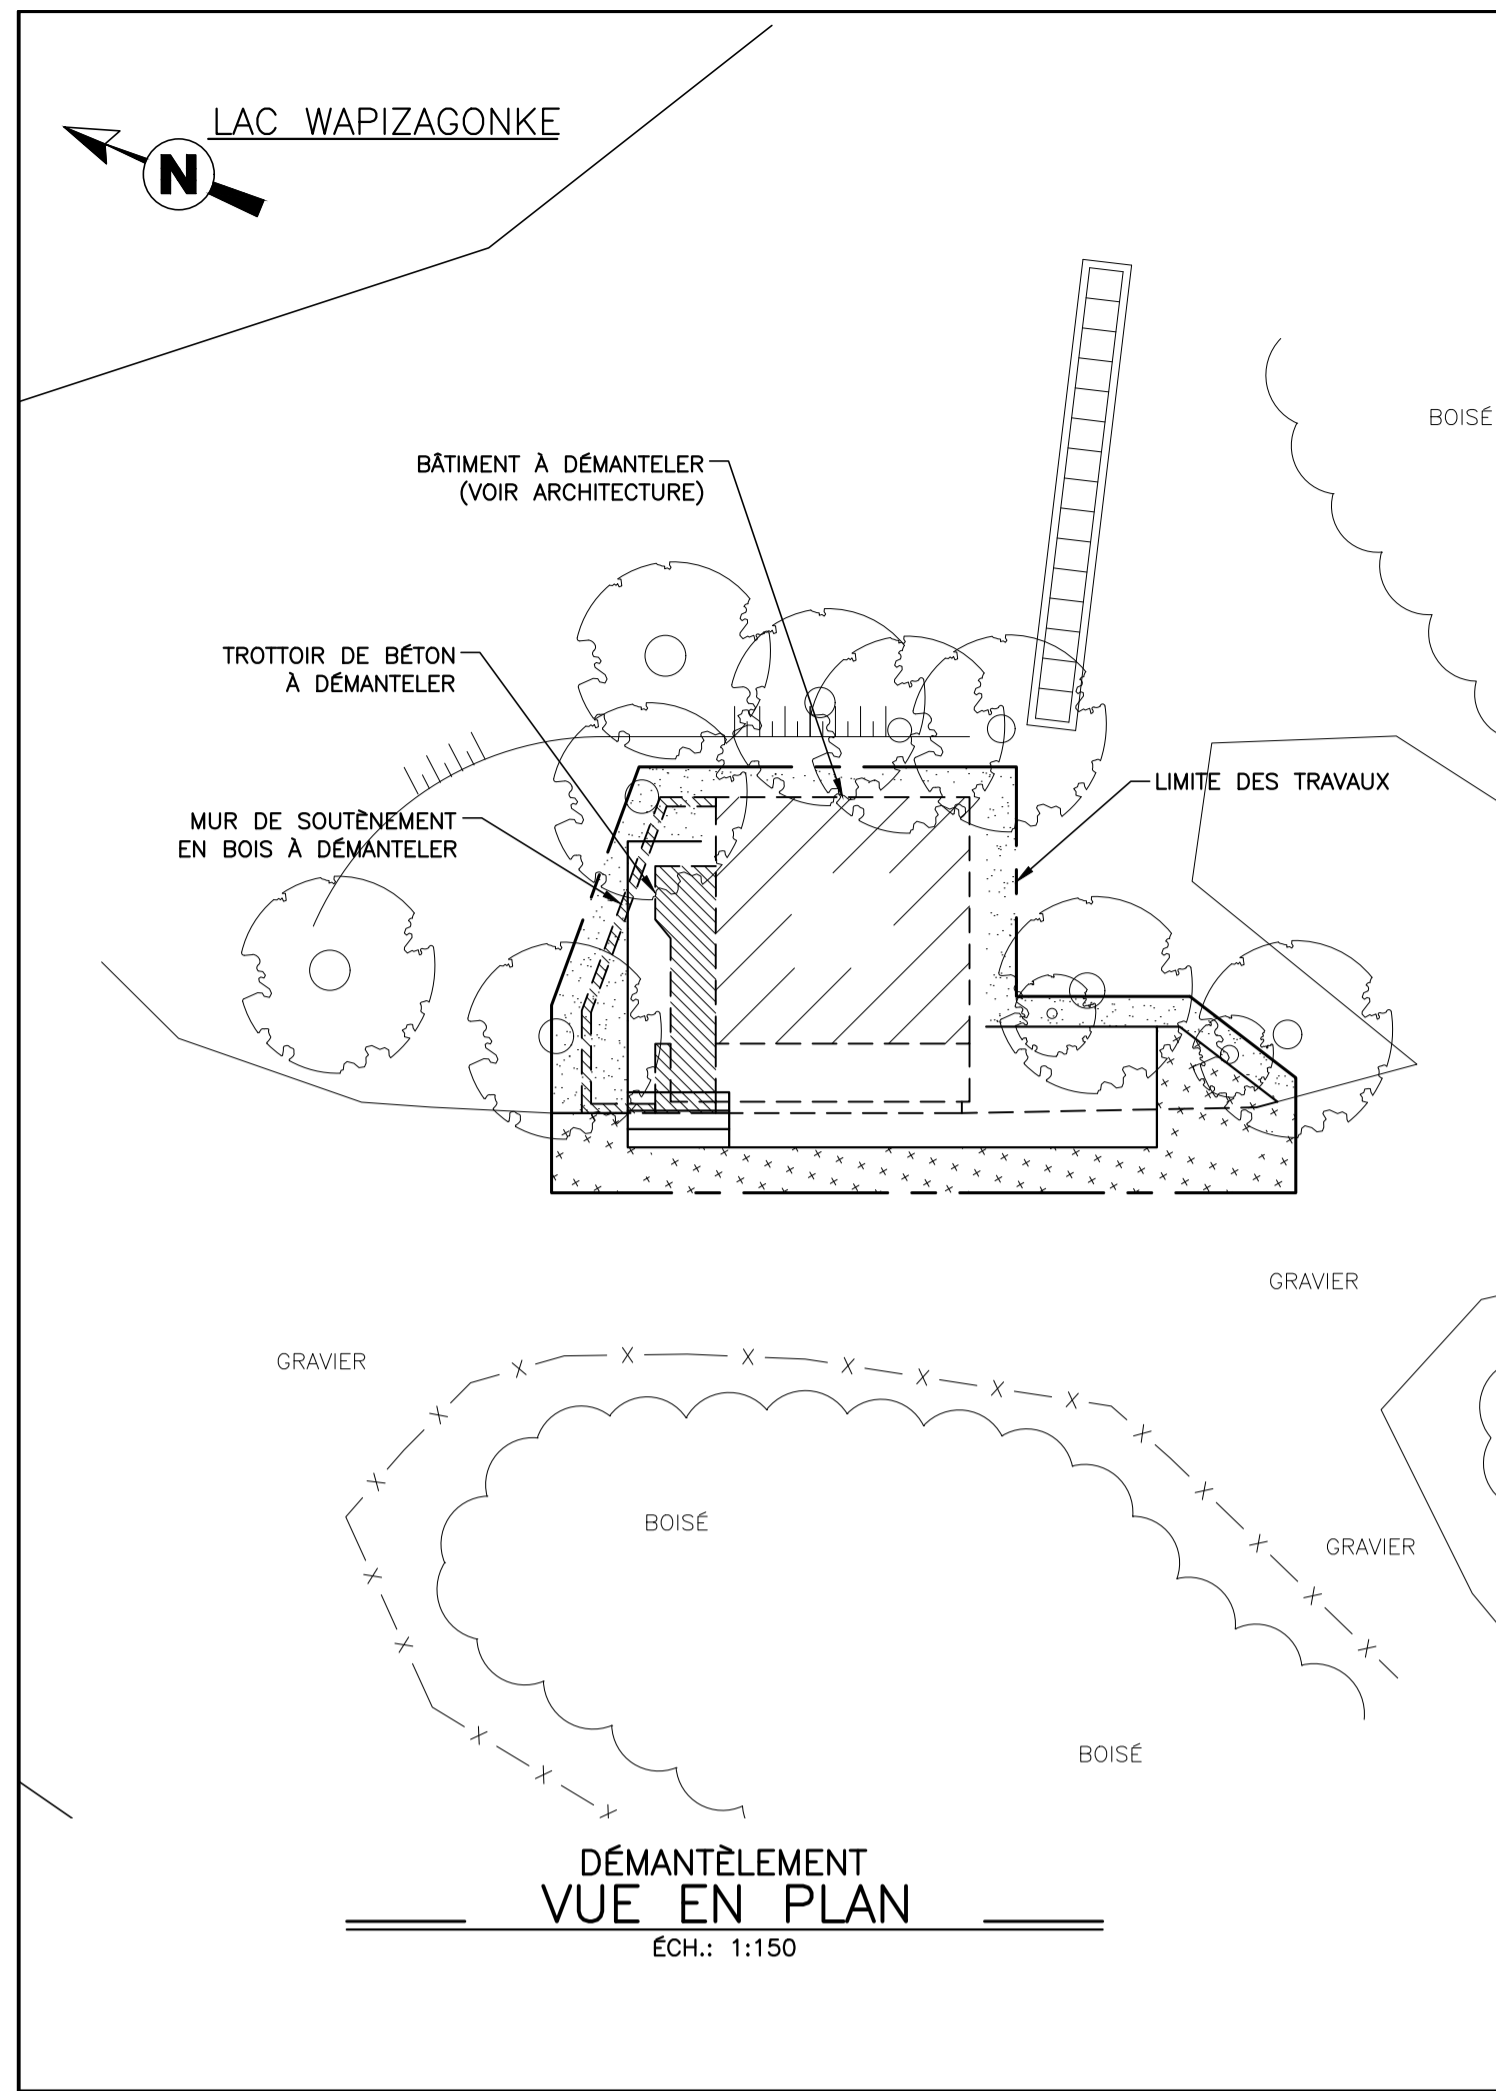 LAC WAPIZAGONKE
N
BOISÉ
BÂTIMENT À DÉMANTELER
(VOIR ARCHITECTURE)
TROTTOIR DE BÉTON
À DÉMANTELER
LIMITE DES TRAVAUX
MUR DE SOUTÈNEMENT
EN BOIS À DÉMANTELER
GRAVIER
GRAVIER
BOISÉ
GRAVIER
BOISÉ
DÉMANTÈLEMENT
VUE EN PLAN
ÉCH.: 1:150